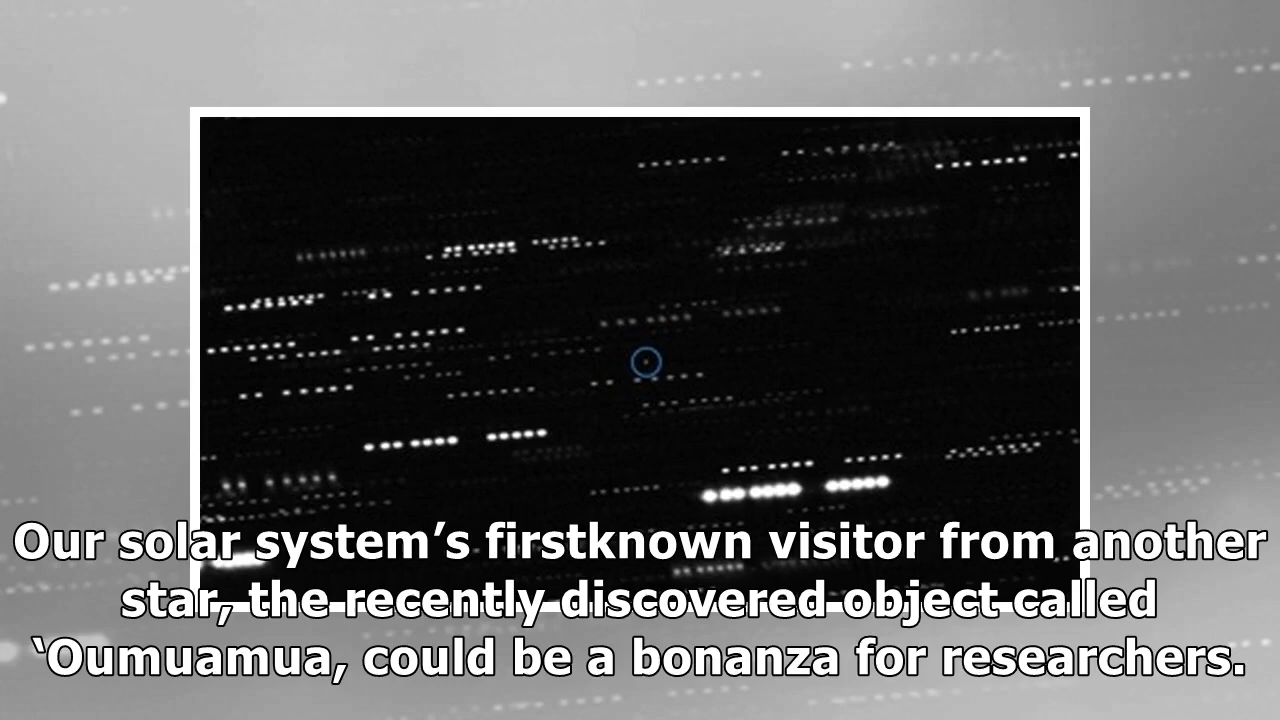 Our solar system’s firstknown visitor from another
star, the recently discovered object called
‘Oumuamua, could be a bonanza for researchers.